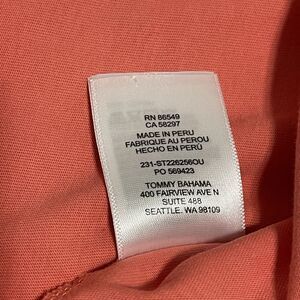 RN 86549
CA 58297
MADE IN PERU
FABRIQUE AU PEROU
HECHO EN PERÚ
231-ST226256OU
PO 569423
TOMMY BAHAMA
400 FAIRVIEW AVE N
SUITE 488
SEATTLE, WA 98109